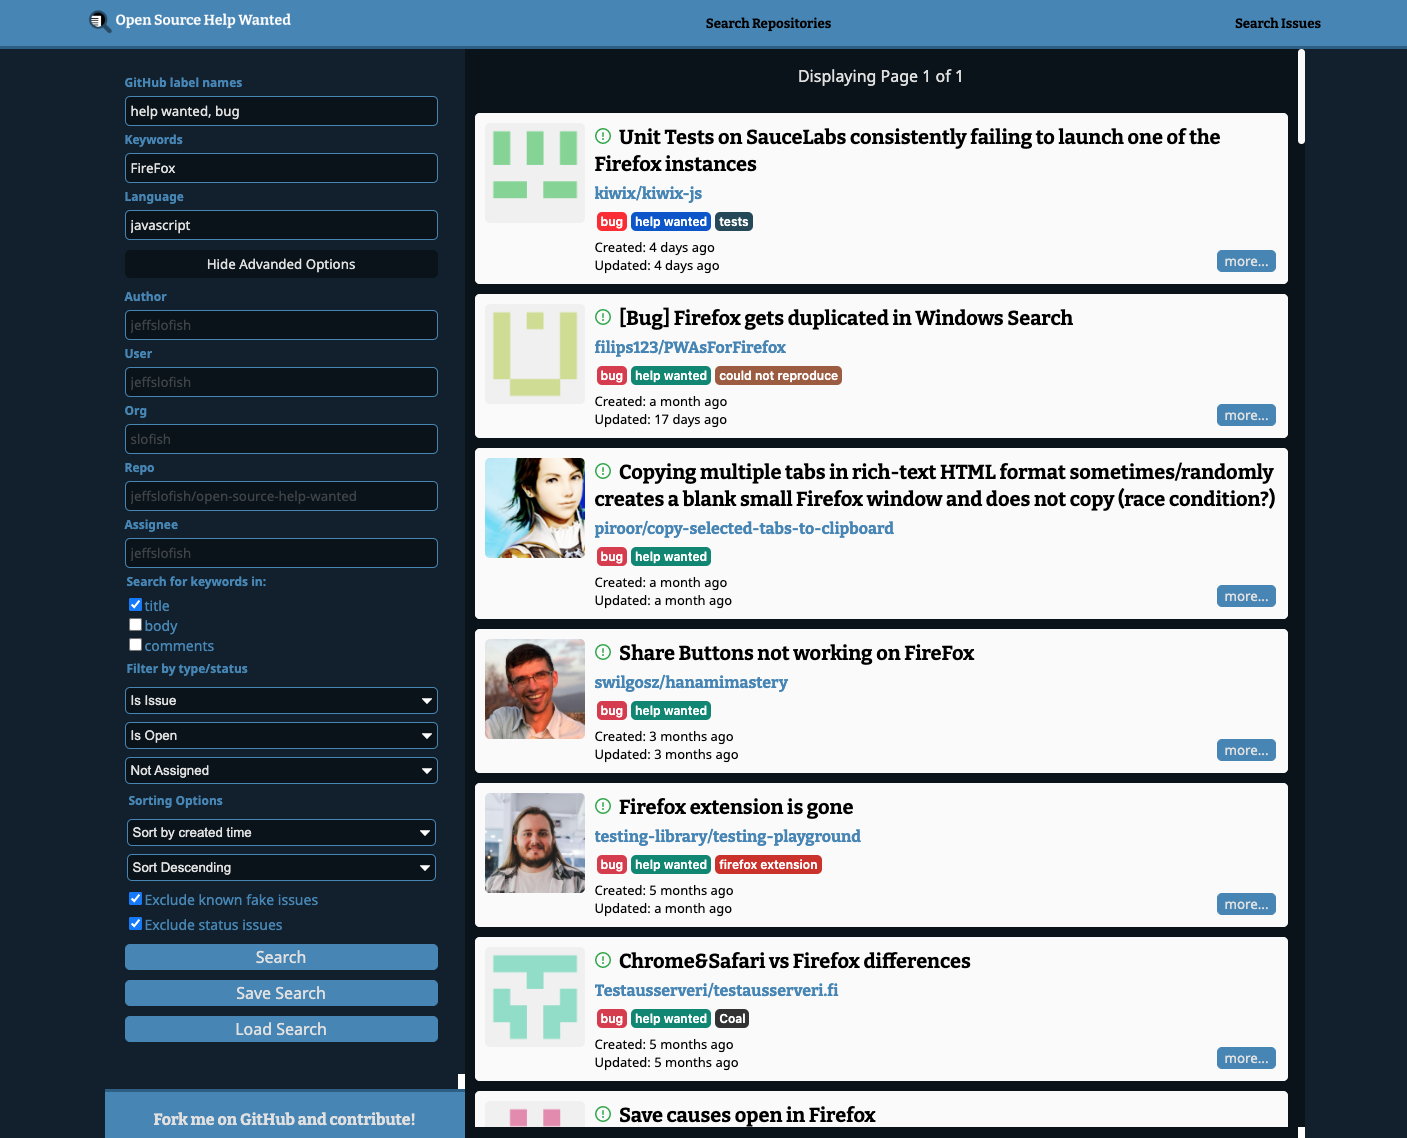 Open Source Help Wanted
Search Repositories
Search Issues
GitHub label names
help wanted, bug
Keywords
FireFox
Language
javascript
Hide Advanded Options
Author
jeffslofish
User
jeffslofish
Org
slofish
Repo
jeffslofish/open-source-help-wanted
Assignee
jeffslofish
Search for keywords in:
title
body
comments
Filter by type/status
Is Issue
Is Open
Not Assigned
Sorting Options
Sort by created time
Sort Descending
Exclude known fake issues
Exclude status issues
Search
Save Search
Load Search
Fork me on GitHub and contribute!
Displaying Page 1 of 1
Unit Tests on SauceLabs consistently failing to launch one of the
Firefox instances
kiwix/kiwix-js
bug help wanted tests
Created: 4 days ago
Updated: 4 days ago
more...
[Bug] Firefox gets duplicated in Windows Search
filips123/PWAsForFirefox
bug help wanted could not reproduce
Created: a month ago
Updated: 17 days ago
more...
Copying multiple tabs in rich-text HTML format sometimes/randomly
creates a blank small Firefox window and does not copy (race condition?)
piroor/copy-selected-tabs-to-clipboard
bug help wanted
Created: a month ago
Updated: a month ago
more...
Share Buttons not working on FireFox
swilgosz/hanamimastery
bug help wanted
Created: 3 months ago
Updated: 3 months ago
more...
Firefox extension is gone
testing-library/testing-playground
bug help wanted firefox extension
Created: 5 months ago
Updated: a month ago
more...
Chrome&Safari vs Firefox differences
Testausserveri/testausserveri.fi
bug help wanted Coal
Created: 5 months ago
Updated: 5 months ago
more...
Save causes open in Firefox